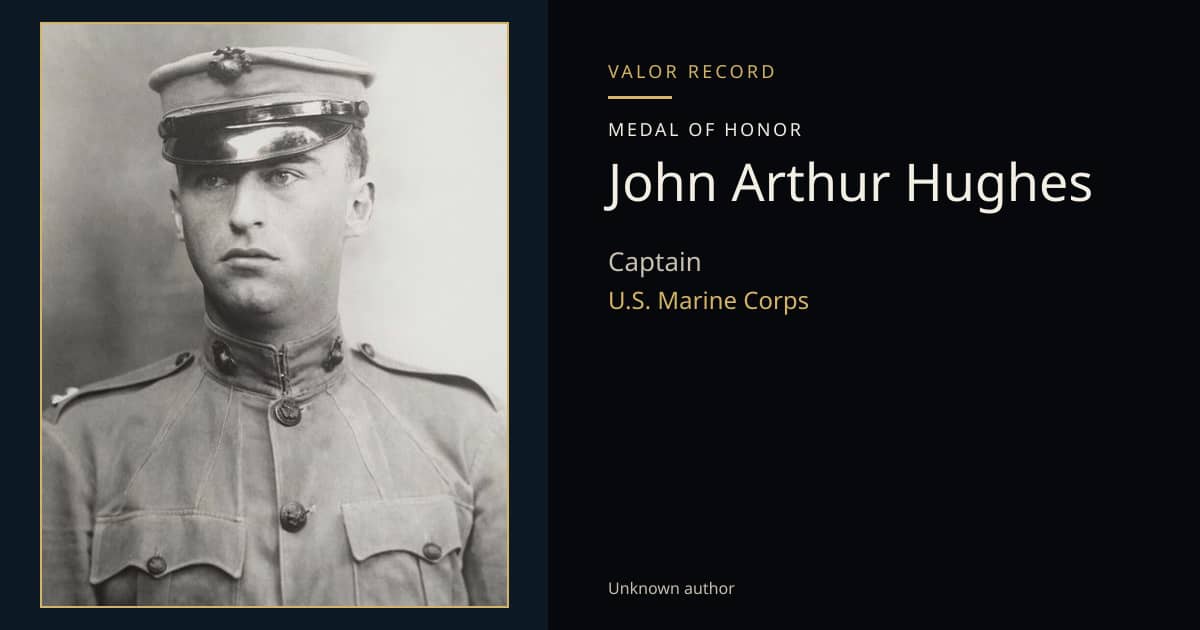 VALOR RECORD
MEDAL OF HONOR
John Arthur Hughes
Captain
U.S. Marine Corps
Unknown author